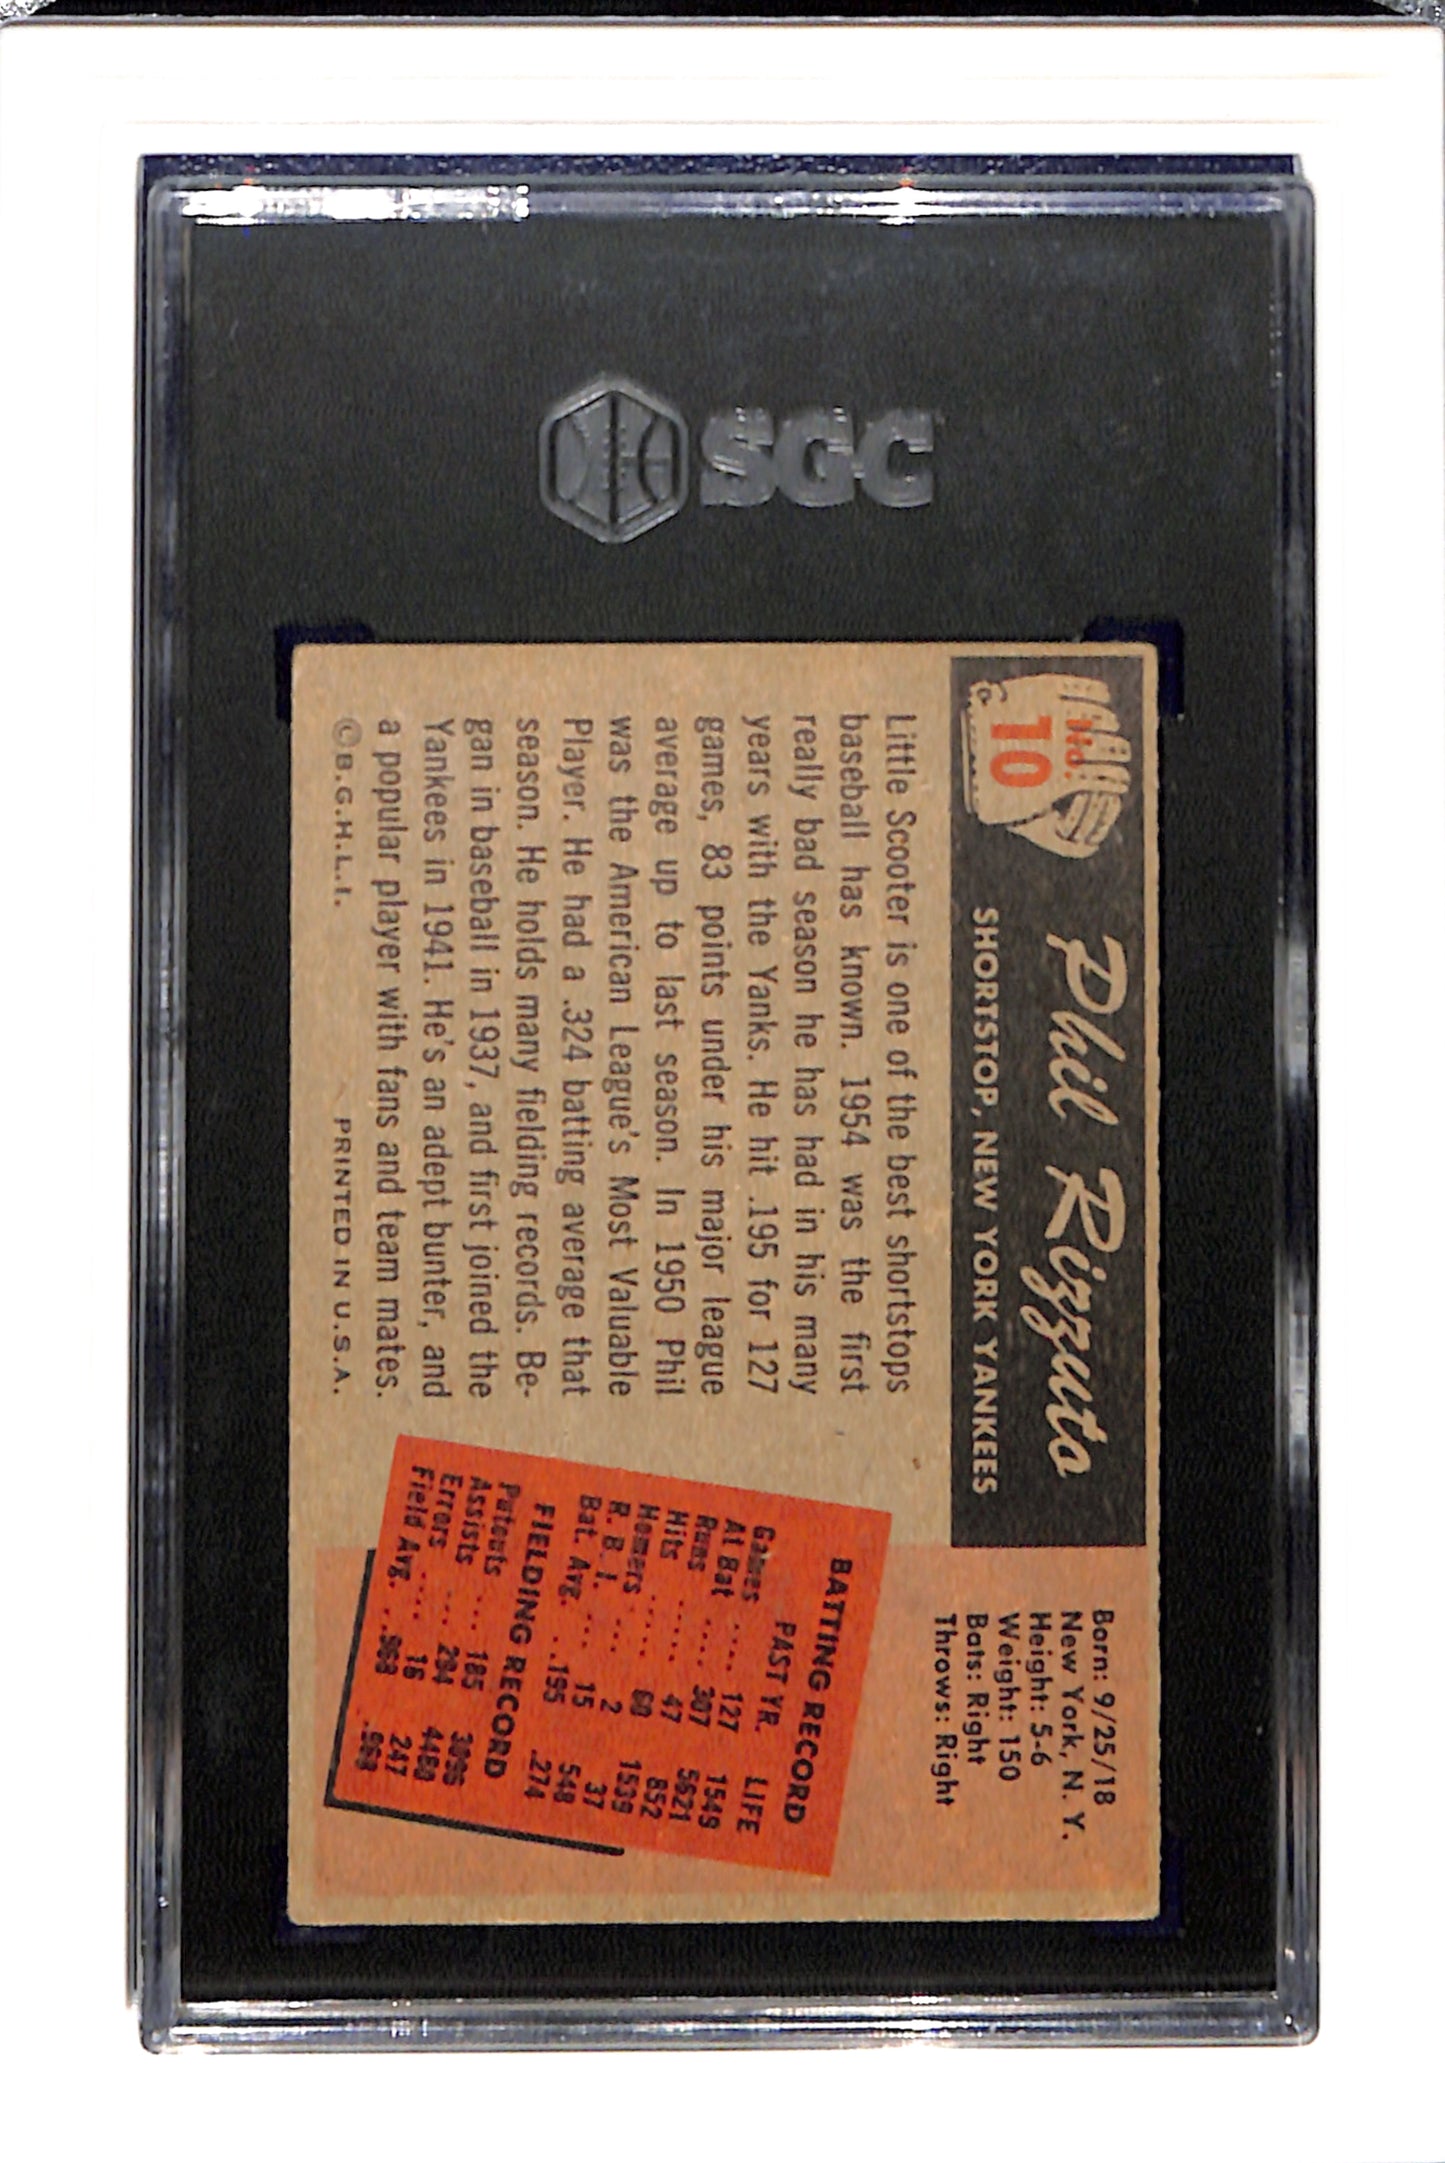 SGC
No.
10
Phil Rizzuto
SHORTSTOP, NEW YORK YANKEES
Born: 9/25/18
New York, N. Y.
Height: 5-6
Weight: 150
Bats: Right
Throws: Right
Little Scooter is one of the best shortstops
baseball has known. 1954 was the first
really bad season he has had in his many
years with the Yanks. He hit .195 for 127
games, 83 points under his major league
average up to last season. In 1950 Phil
was the American League's Most Valuable
Player. He had a .324 batting average that
season. He holds many fielding records. Be-
gan in baseball in 1937, and first joined the
Yankees in 1941. He's an adept bunter, and
a popular player with fans and team mates.
©B.G.H.L.I. PRINTED IN U.S.A.
BATTING RECORD
PAST YR. LIFE
Games .... 127 1549
At Bat .... 307 5621
Runs ..... 47 852
Hits ..... 60 1539
Homers ... 2 37
R. B. I. ... 15 548
Bat. Avg. ..195 .274
FIELDING RECORD
Putouts ... 185
Assists ... 294 4460
Errors .... 16 247
Field Avg. ..968 .968